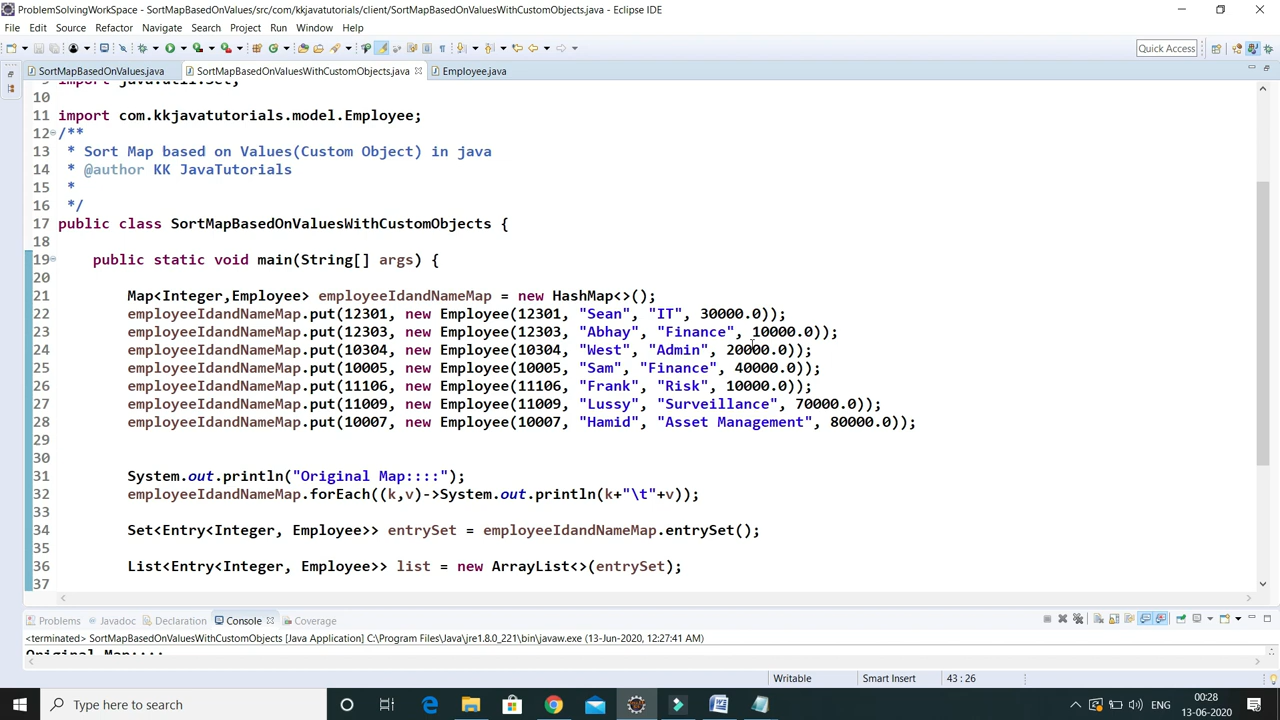 ProblemSolvingWorkSpace - SortMapBasedOnValues/src/com/kkjavatutorials/client/SortMapBasedOnValuesWithCustomObjects.java - Eclipse IDE
File Edit Source Refactor Navigate Search Project Run Window Help
Quick Access
SortMapBasedOnValues.java SortMapBasedOnValuesWithCustomObjects.java Employee.java
9 import java.util.Set;
10
11 import com.kkjavatutorials.model.Employee;
12 /**
13 * Sort Map based on Values(Custom Object) in java
14 * @author KK JavaTutorials
15 *
16 */
17 public class SortMapBasedOnValuesWithCustomObjects {
18
19 public static void main(String[] args) {
20
21 Map<Integer,Employee> employeeIdandNameMap = new HashMap<>();
22 employeeIdandNameMap.put(12301, new Employee(12301, "Sean", "IT", 30000.0));
23 employeeIdandNameMap.put(12303, new Employee(12303, "Abhay", "Finance", 10000.0));
24 employeeIdandNameMap.put(10304, new Employee(10304, "West", "Admin", 20000.0));
25 employeeIdandNameMap.put(10005, new Employee(10005, "Sam", "Finance", 40000.0));
26 employeeIdandNameMap.put(11106, new Employee(11106, "Frank", "Risk", 10000.0));
27 employeeIdandNameMap.put(11009, new Employee(11009, "Lussy", "Surveillance", 70000.0));
28 employeeIdandNameMap.put(10007, new Employee(10007, "Hamid", "Asset Management", 80000.0));
29
30
31 System.out.println("Original Map::::");
32 employeeIdandNameMap.forEach((k,v)->System.out.println(k+"\t"+v));
33
34 Set<Entry<Integer, Employee>> entrySet = employeeIdandNameMap.entrySet();
35
36 List<Entry<Integer, Employee>> list = new ArrayList<>(entrySet);
37
Problems Javadoc Declaration Console Coverage
<terminated> SortMapBasedOnValuesWithCustomObjects [Java Application] C:\Program Files\Java\jre1.8.0_221\bin\javaw.exe (13-Jun-2020, 12:27:41 AM)
Original Map::::
Writable Smart Insert 43 : 26
Type here to search
ENG
00:28
13-06-2020